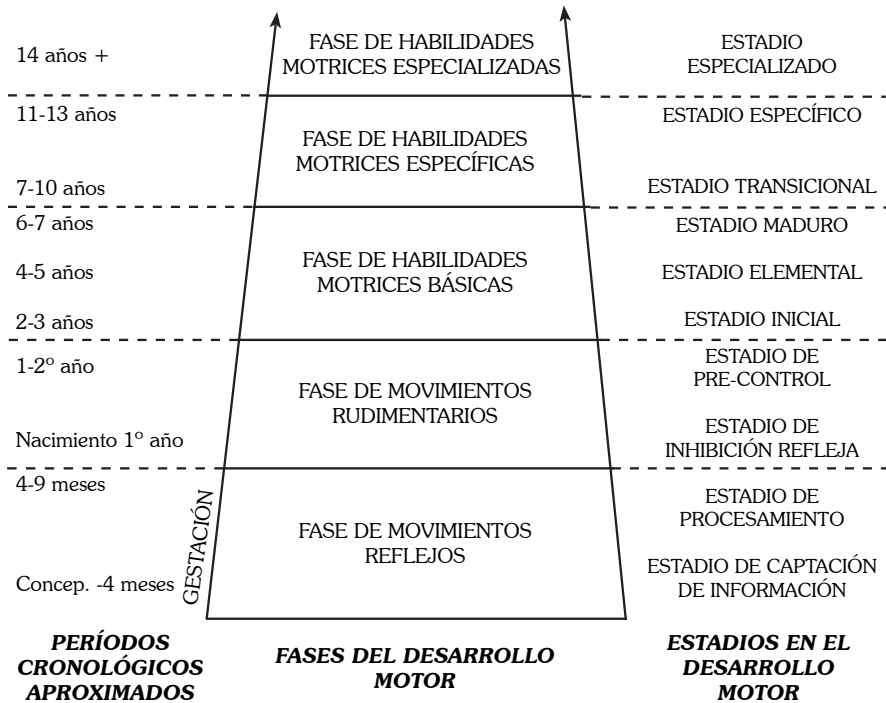 14 años +
FASE DE HABILIDADES
MOTRICES ESPECIALIZADAS
ESTADIO
ESPECIALIZADO
11-13 años
FASE DE HABILIDADES
MOTRICES ESPECÍFICAS
ESTADIO ESPECÍFICO
7-10 años
ESTADIO TRANSICIONAL
6-7 años
ESTADIO MADURO
FASE DE HABILIDADES
MOTRICES BÁSICAS
4-5 años
ESTADIO ELEMENTAL
2-3 años
ESTADIO INICIAL
1-2º año
ESTADIO DE
PRE-CONTROL
FASE DE MOVIMIENTOS
RUDIMENTARIOS
Nacimiento 1º año
ESTADIO DE
INHIBICIÓN REFLEJA
4-9 meses
ESTADIO DE
PROCESAMIENTO
GESTACIÓN
FASE DE MOVIMIENTOS
REFLEJOS
Concep. -4 meses
ESTADIO DE CAPTACIÓN
DE INFORMACIÓN
PERÍODOS
CRONOLÓGICOS
APROXIMADOS
FASES DEL DESARROLLO
MOTOR
ESTADIOS EN EL
DESARROLLO
MOTOR